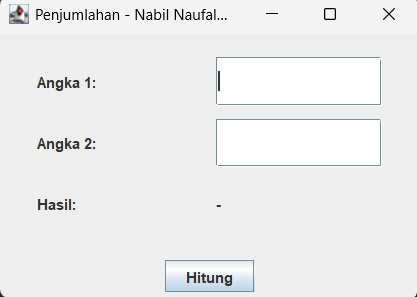 Penjumlahan - Nabil Naufal...
Angka 1:
Angka 2:
Hasil: -
Hitung